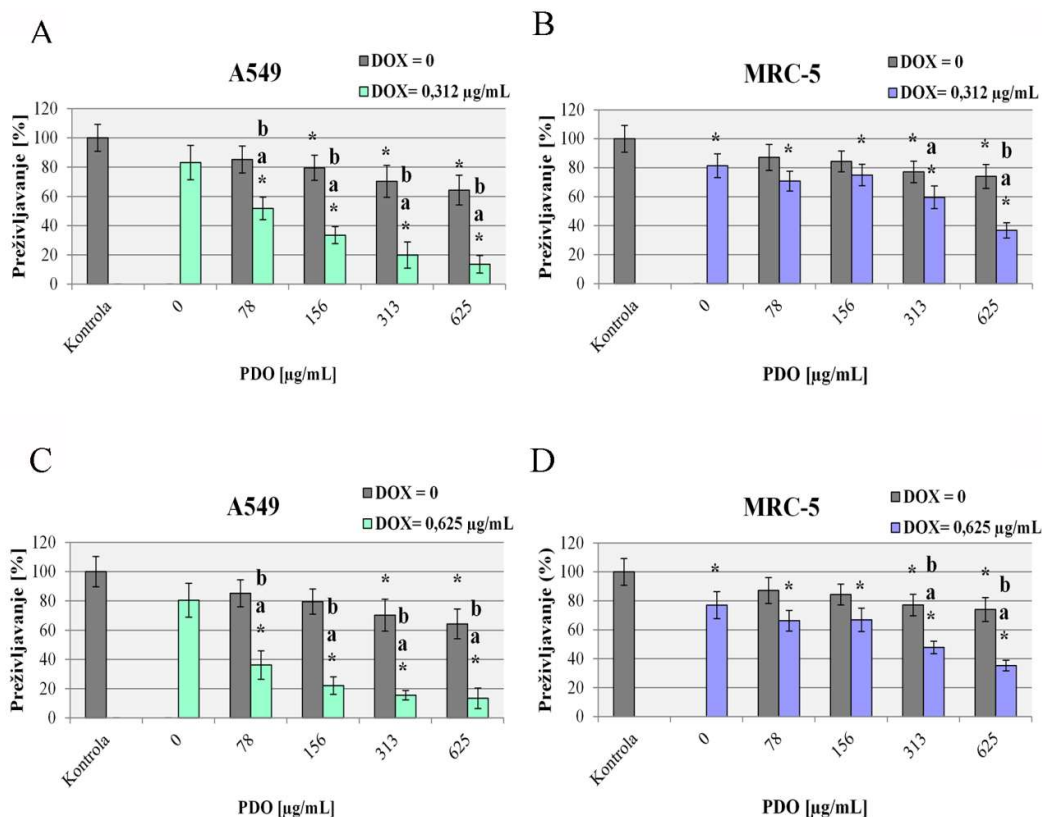 A
A549
DOX = 0
DOX= 0,312 µg/mL
Preživljavanje [%]
120
100
80
60
40
20
0
b
a
*
*
b
a
*
*
b
a
*
*
b
a
*
Kontrola
0
78
156
313
625
PDO [µg/mL]
B
MRC-5
DOX = 0
DOX= 0,312 µg/mL
Preživljavanje [%]
120
100
80
60
40
20
0
*
*
*
*
a
*
*
b
a
*
Kontrola
0
78
156
313
625
PDO [µg/mL]
C
A549
DOX = 0
DOX= 0,625 µg/mL
Preživljavanje [%]
120
100
80
60
40
20
0
b
a
*
b
a
*
*
b
a
*
*
b
a
*
Kontrola
0
78
156
313
625
PDO [µg/mL]
D
MRC-5
DOX = 0
DOX= 0,625 µg/mL
Preživljavanje (%)
120
100
80
60
40
20
0
*
*
*
*
b
a
*
*
b
a
*
Kontrola
0
78
156
313
625
PDO [µg/mL]